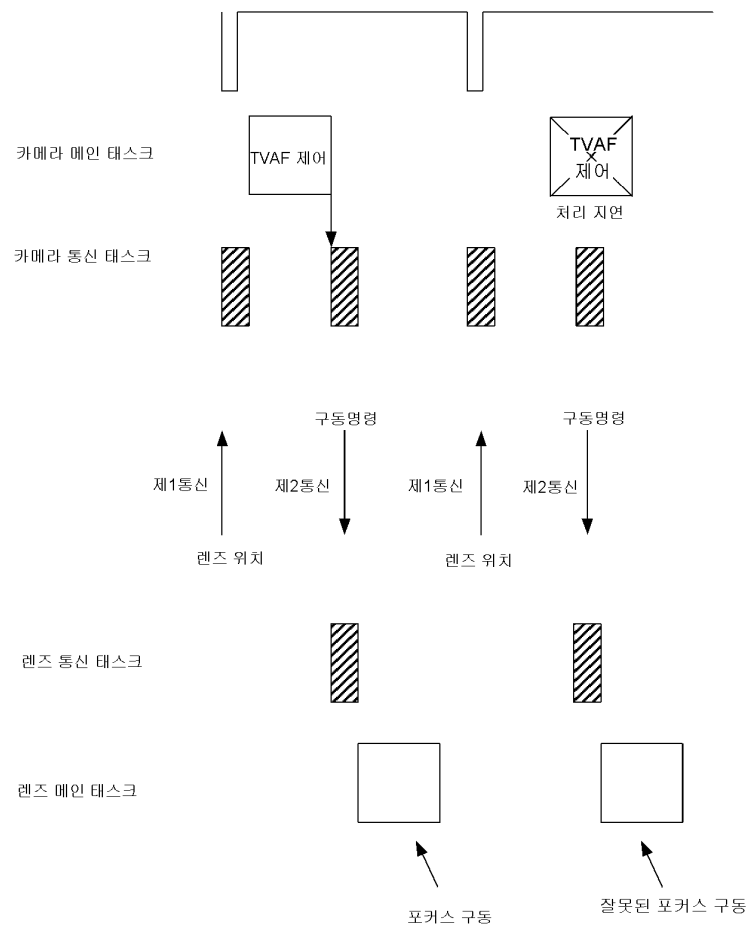 카메라 메인 태스크
TVAF 제어
TVAF
제어
처리 지연
카메라 통신 태스크
구동명령
구동명령
제1통신
제2통신
제1통신
제2통신
렌즈 위치
렌즈 위치
렌즈 통신 태스크
렌즈 메인 태스크
포커스 구동
잘못된 포커스 구동